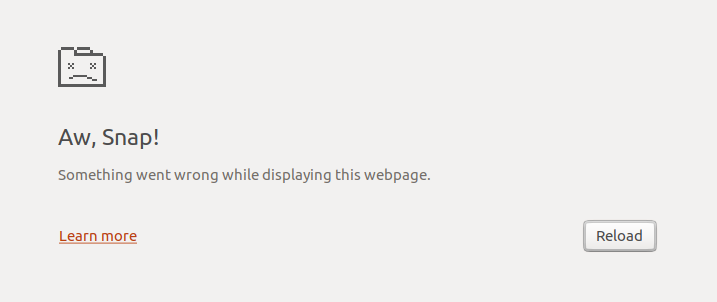 Aw, Snap!
Something went wrong while displaying this webpage.
Learn more
Reload